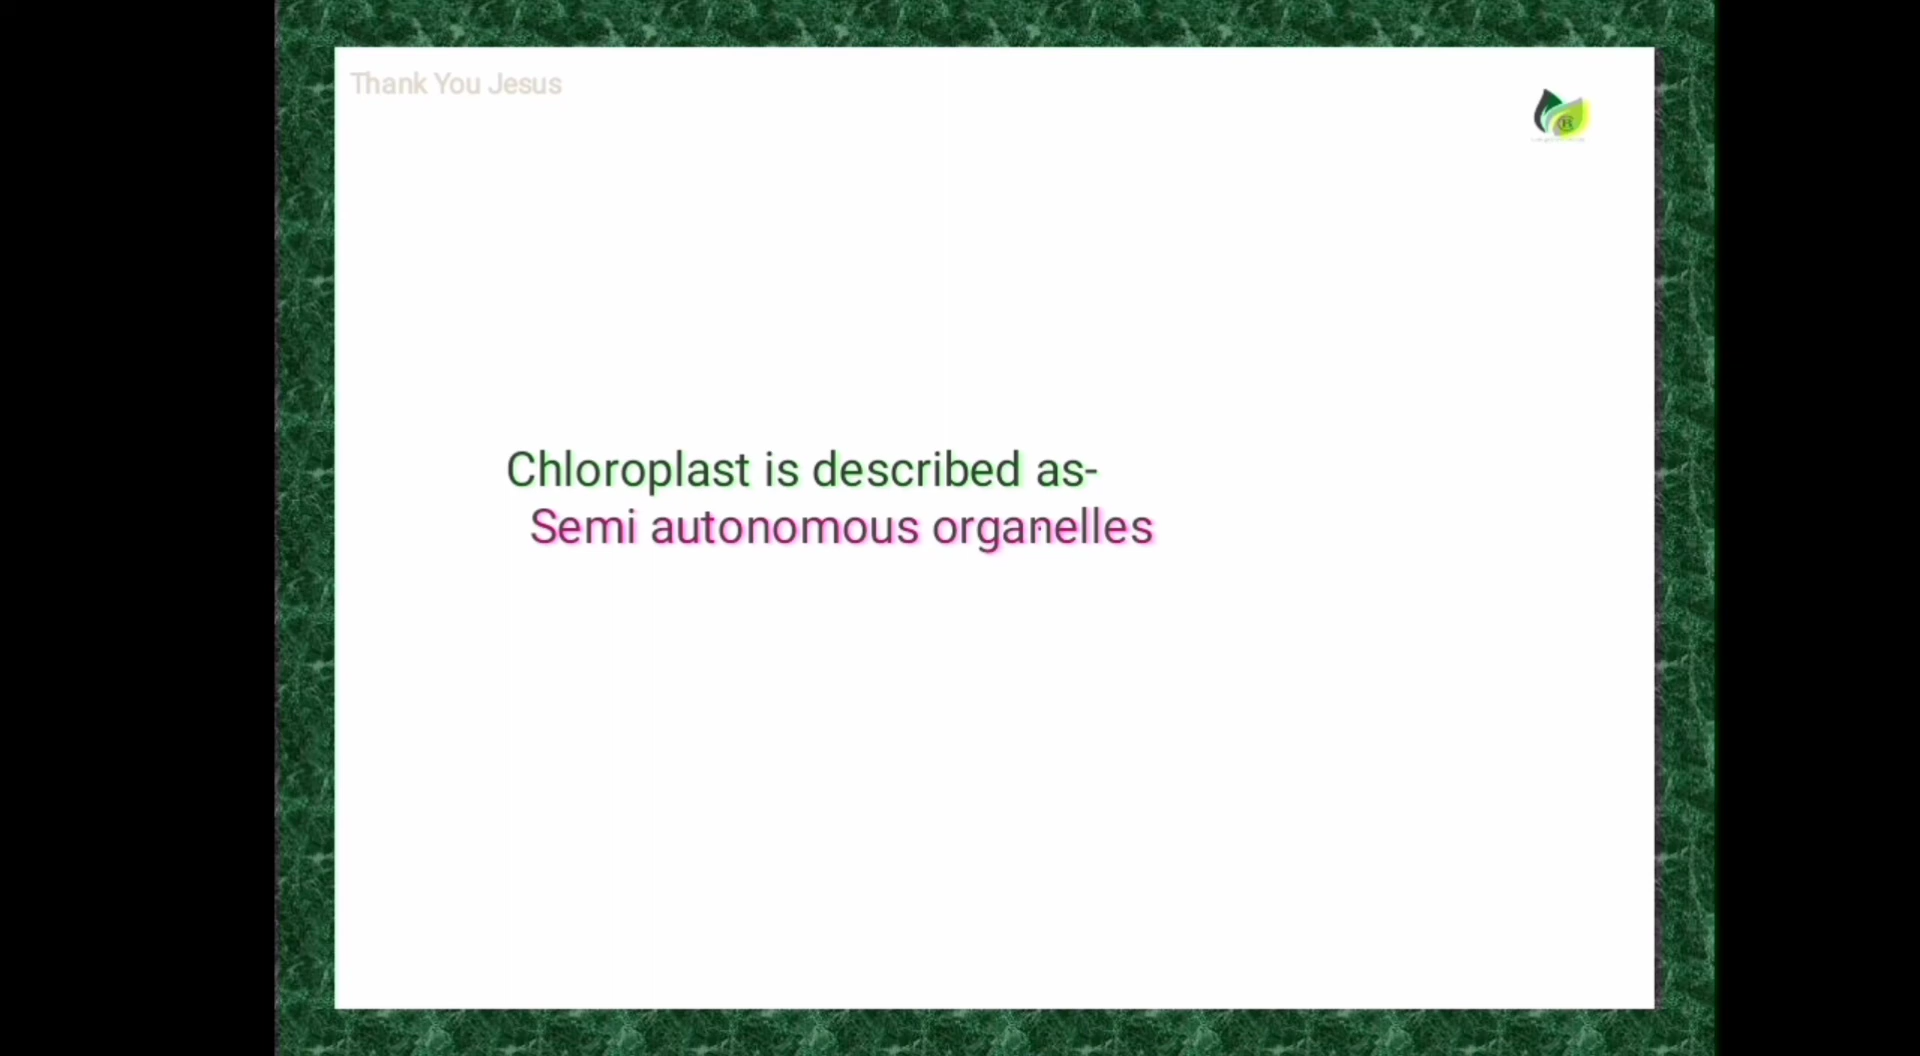 Thank You Jesus
Chloroplast is described as-
Semi autonomous organelles